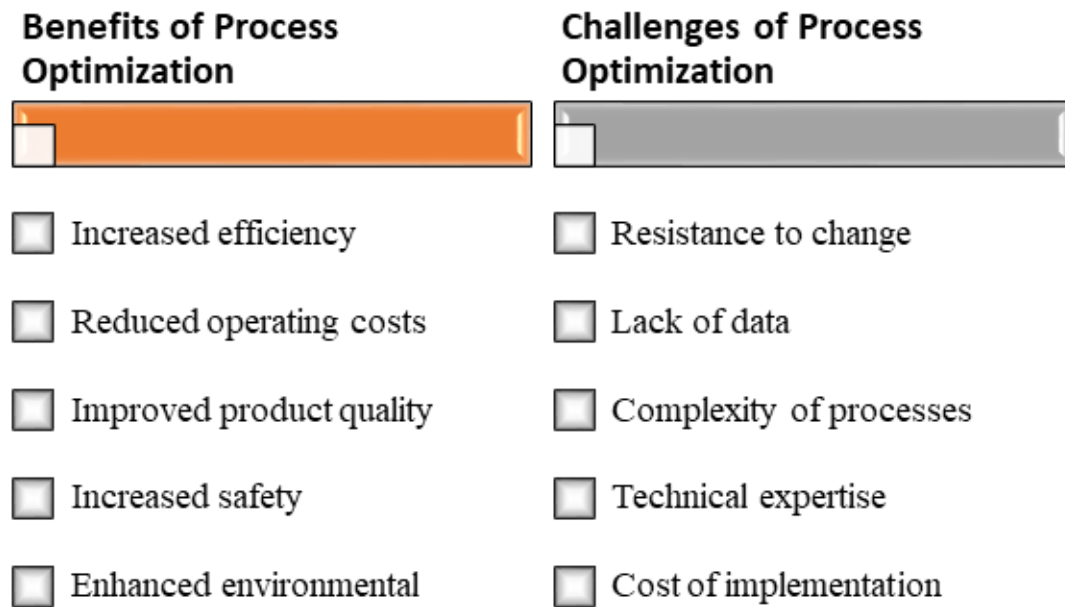 Benefits of Process
Optimization
Increased efficiency
Reduced operating costs
Improved product quality
Increased safety
Enhanced environmental
Challenges of Process
Optimization
Resistance to change
Lack of data
Complexity of processes
Technical expertise
Cost of implementation